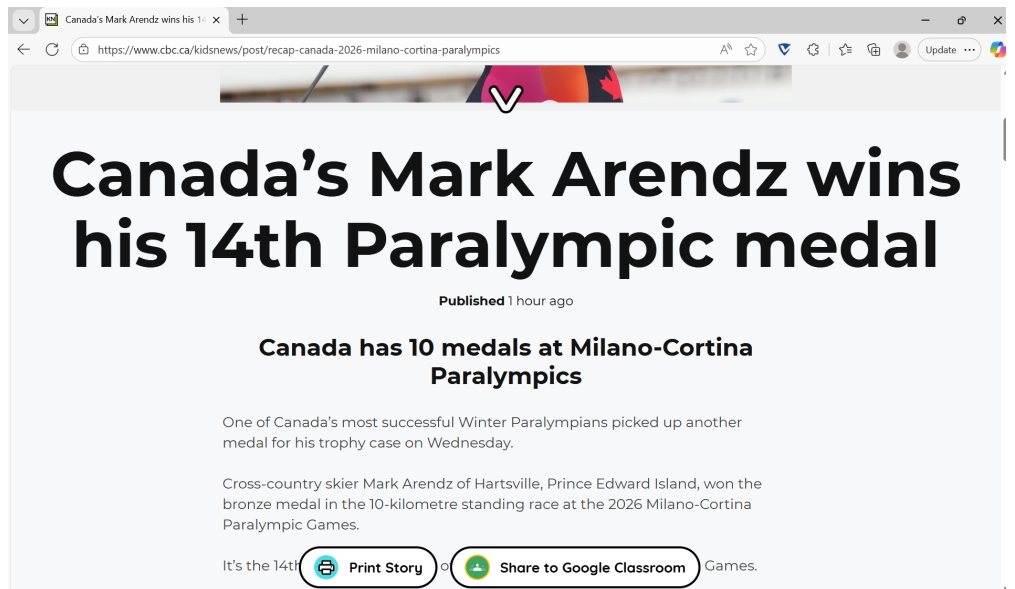 KN Canada's Mark Arendz wins his 14
https://www.cbc.ca/kidsnews/post/recap-canada-2026-milano-cortina-paralympics
Update
Canada’s Mark Arendz wins
his 14th Paralympic medal
Published 1 hour ago
Canada has 10 medals at Milano-Cortina
Paralympics
One of Canada’s most successful Winter Paralympians picked up another
medal for his trophy case on Wednesday.
Cross-country skier Mark Arendz of Hartsville, Prince Edward Island, won the
bronze medal in the 10-kilometre standing race at the 2026 Milano-Cortina
Paralympic Games.
It’s the 14th Print Story Share to Google Classroom Games.